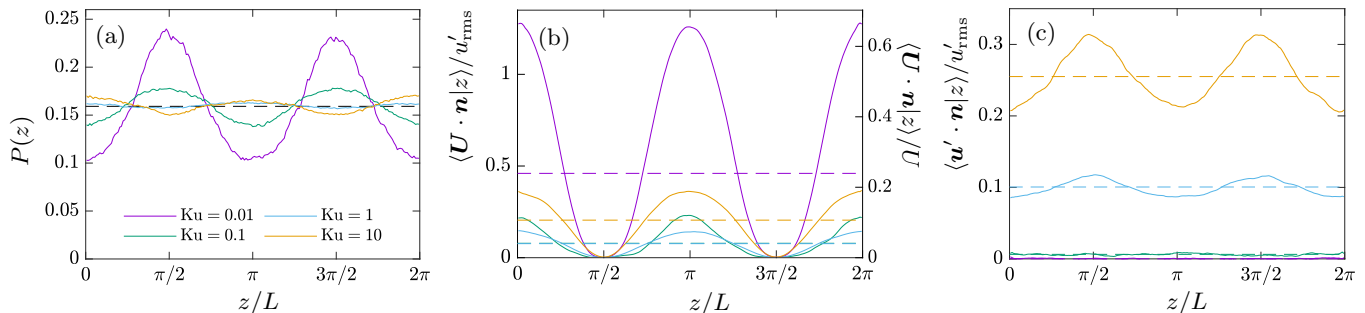 (a)
P(z)
0.25
0.2
0.15
0.1
0.05
0
Ku = 0.01
Ku = 0.1
Ku = 1
Ku = 10
0
π/2
π
3π/2
2π
z/L
(b)
⟨U · n|z⟩/u′rms
1
0.5
0
0.6
0.4
0.2
0
⟨U · n|z⟩/U
0
π/2
π
3π/2
2π
z/L
(c)
⟨u′ · n|z⟩/u′rms
0.3
0.2
0.1
0
0
π/2
π
3π/2
2π
z/L